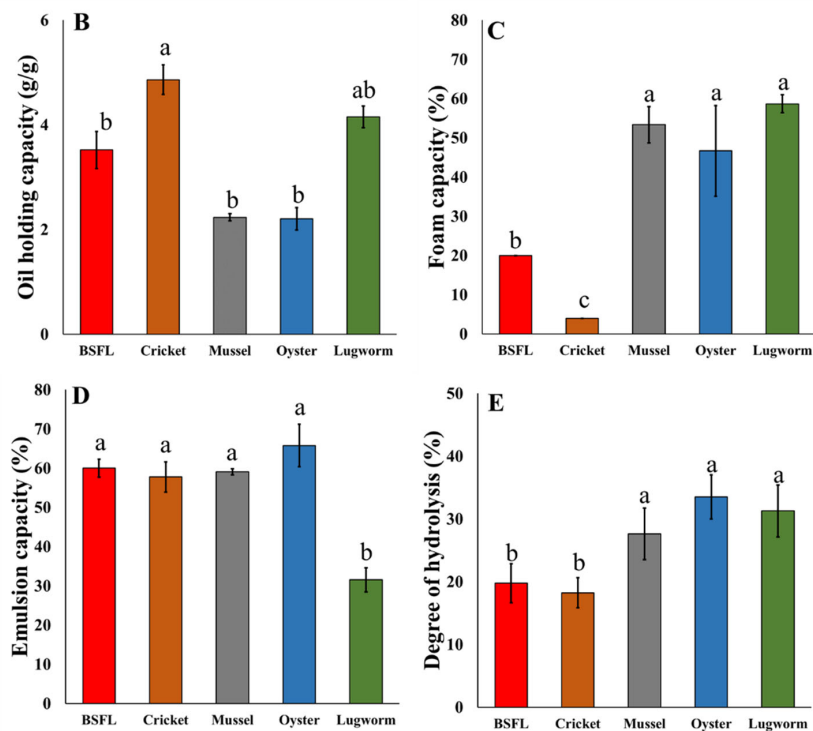 B
Oil holding capacity (g/g)
6
4
2
0
b
a
b
b
ab
BSFL Cricket Mussel Oyster Lugworm
C
Foam capacity (%)
80
70
60
50
40
30
20
10
0
b
c
a
a
a
BSFL Cricket Mussel Oyster Lugworm
D
Emulsion capacity (%)
80
70
60
50
40
30
20
10
0
a
a
a
a
b
BSFL Cricket Mussel Oyster Lugworm
E
Degree of hydrolysis (%)
50
40
30
20
10
0
b
b
a
a
a
BSFL Cricket Mussel Oyster Lugworm